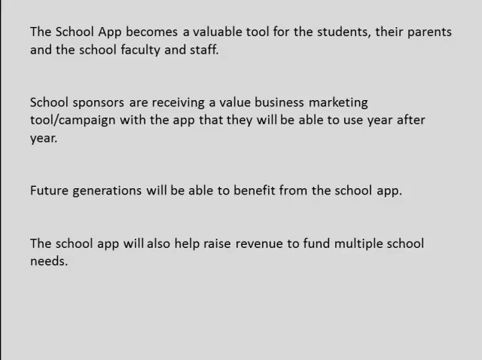 The School App becomes a valuable tool for the students, their parents
and the school faculty and staff.
School sponsors are receiving a value business marketing
tool/campaign with the app that they will be able to use year after
year.
Future generations will be able to benefit from the school app.
The school app will also help raise revenue to fund multiple school
needs.